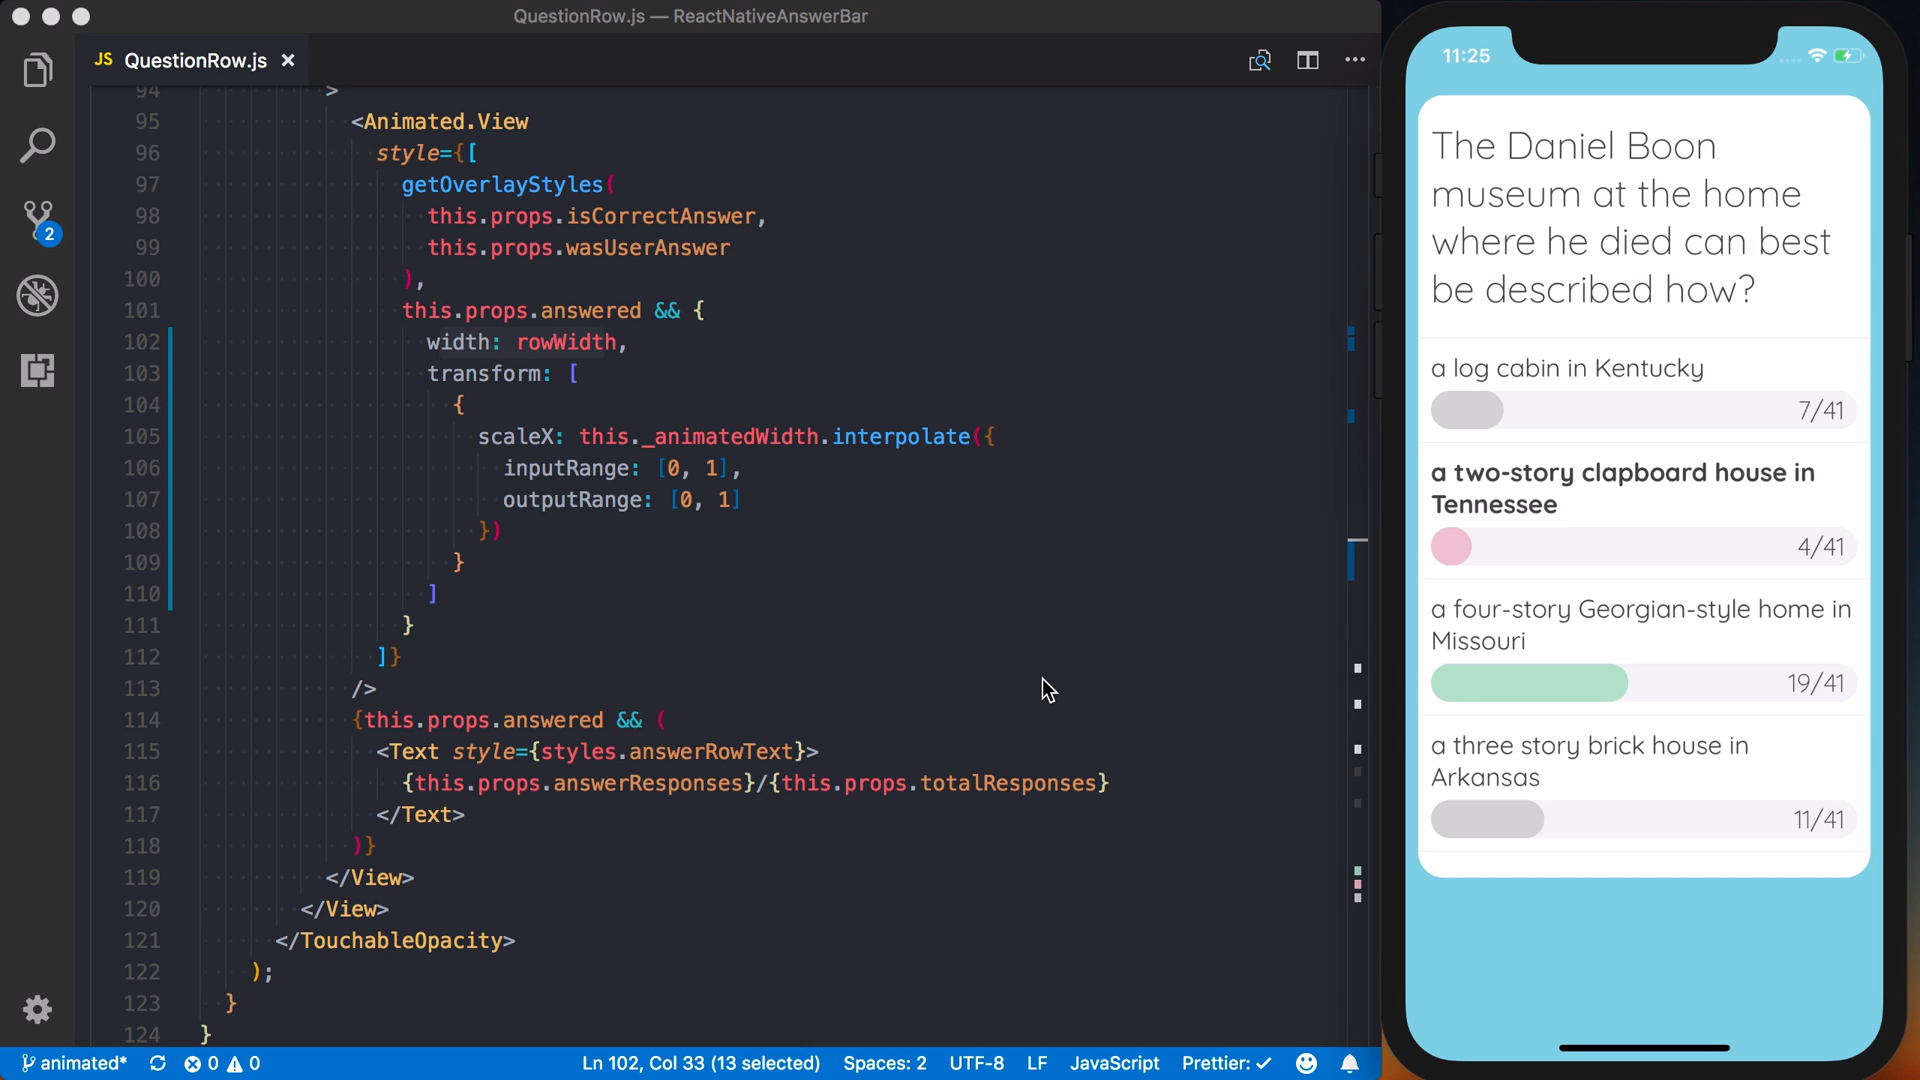 QuestionRow.js — ReactNativeAnswerBar
JS QuestionRow.js ×
94 >
95 <Animated.View
96 style={[
97 getOverlayStyles(
98 this.props.isCorrectAnswer,
99 this.props.wasUserAnswer
100 ),
101 this.props.answered && {
102 width: rowWidth,
103 transform: [
104 {
105 scaleX: this._animatedWidth.interpolate({
106 inputRange: [0, 1],
107 outputRange: [0, 1]
108 })
109 }
110 ]
111 }
112 ]}
113 />
114 {this.props.answered && (
115 <Text style={styles.answerRowText}>
116 {this.props.answerResponses}/{this.props.totalResponses}
117 </Text>
118 )}
119 </View>
120 </View>
121 </TouchableOpacity>
122 );
123 }
124 }
2
animated* 0 0 Ln 102, Col 33 (13 selected) Spaces: 2 UTF-8 LF JavaScript Prettier: ✓
11:25
The Daniel Boon
museum at the home
where he died can best
be described how?
a log cabin in Kentucky
7/41
a two-story clapboard house in
Tennessee
4/41
a four-story Georgian-style home in
Missouri
19/41
a three story brick house in
Arkansas
11/41